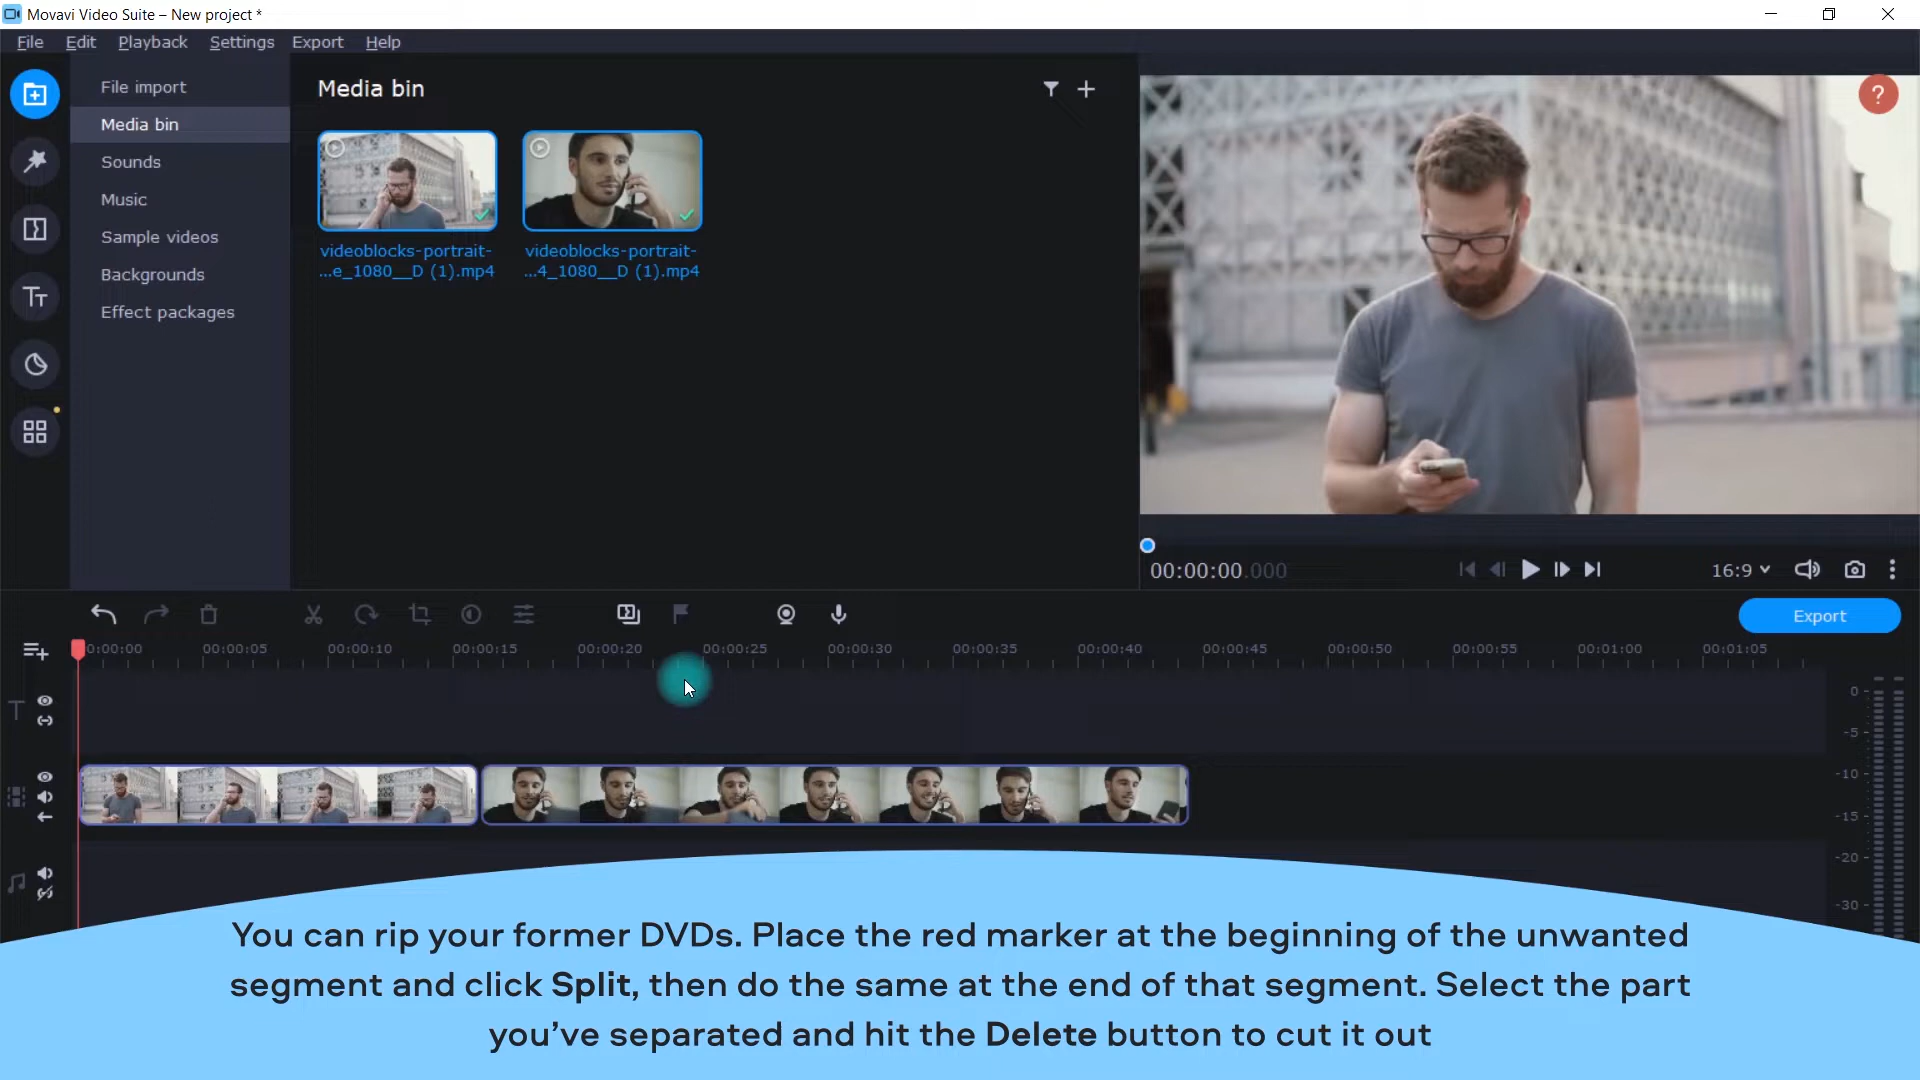 Movavi Video Suite – New project *
File Edit Playback Settings Export Help
File import
Media bin
Sounds
Music
Sample videos
Backgrounds
Effect packages
Media bin
videoblocks-portrait-
...e_1080__D (1).mp4
videoblocks-portrait-
...4_1080__D (1).mp4
?
00:00:00.000
16:9
Export
0:00:00 00:00:05 00:00:10 00:00:15 00:00:20 00:00:25 00:00:30 00:00:35 00:00:40 00:00:45 00:00:50 00:00:55 00:01:00 00:01:05
0
-5
-10
-15
-20
-30
You can rip your former DVDs. Place the red marker at the beginning of the unwanted
segment and click Split, then do the same at the end of that segment. Select the part
you’ve separated and hit the Delete button to cut it out